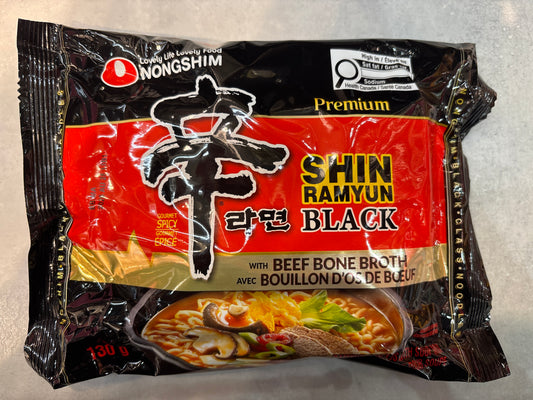 Lovely Life Lovely Food
NONGSHIM
High in / Élevé en
Sat fat / Gras sat
Sodium
Health Canada / Santé Canada
Premium
辛
라면
SHIN
RAMYUN
BLACK
GOURMET
SPICY
GOURMET
ÉPICÉ
WITH BEEF BONE BROTH
AVEC BOUILLON D'OS DE BŒUF
130 g